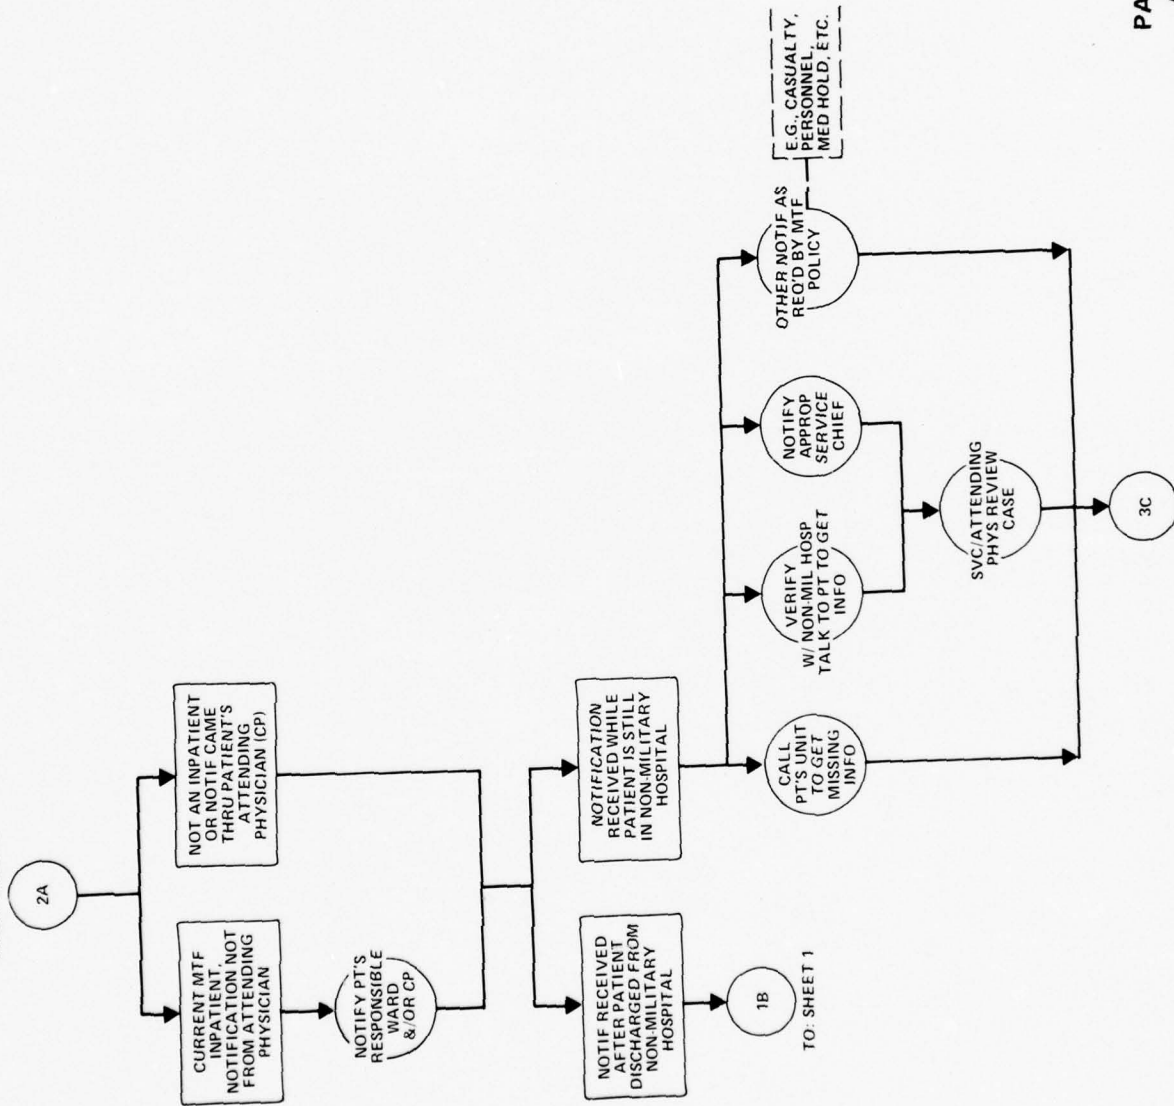 2A
CURRENT MTF
INPATIENT,
NOTIFICATION NOT
FROM ATTENDING
PHYSICIAN
NOT AN INPATIENT
OR NOTIF CAME
THRU PATIENT'S
ATTENDING
PHYSICIAN (CP)
NOTIFY PT'S
RESPONSIBLE
WARD
&/OR CP
NOTIF RECEIVED
AFTER PATIENT
DISCHARGED FROM
NON-MILITARY
HOSPITAL
NOTIFICATION
RECEIVED WHILE
PATIENT IS STILL
IN NON-MILITARY
HOSPITAL
1B
TO: SHEET 1
CALL
PT'S UNIT
TO GET
MISSING
INFO
VERIFY
W/ NON-MIL HOSP
TALK TO PT TO GET
INFO
NOTIFY
APPROP
SERVICE
CHIEF
OTHER NOTIF AS
REQ'D BY MTF
POLICY
E.G., CASUALTY,
PERSONNEL,
MED HOLD, ETC.
SVC/ATTENDING
PHYS REVIEW
CASE
3C
PA